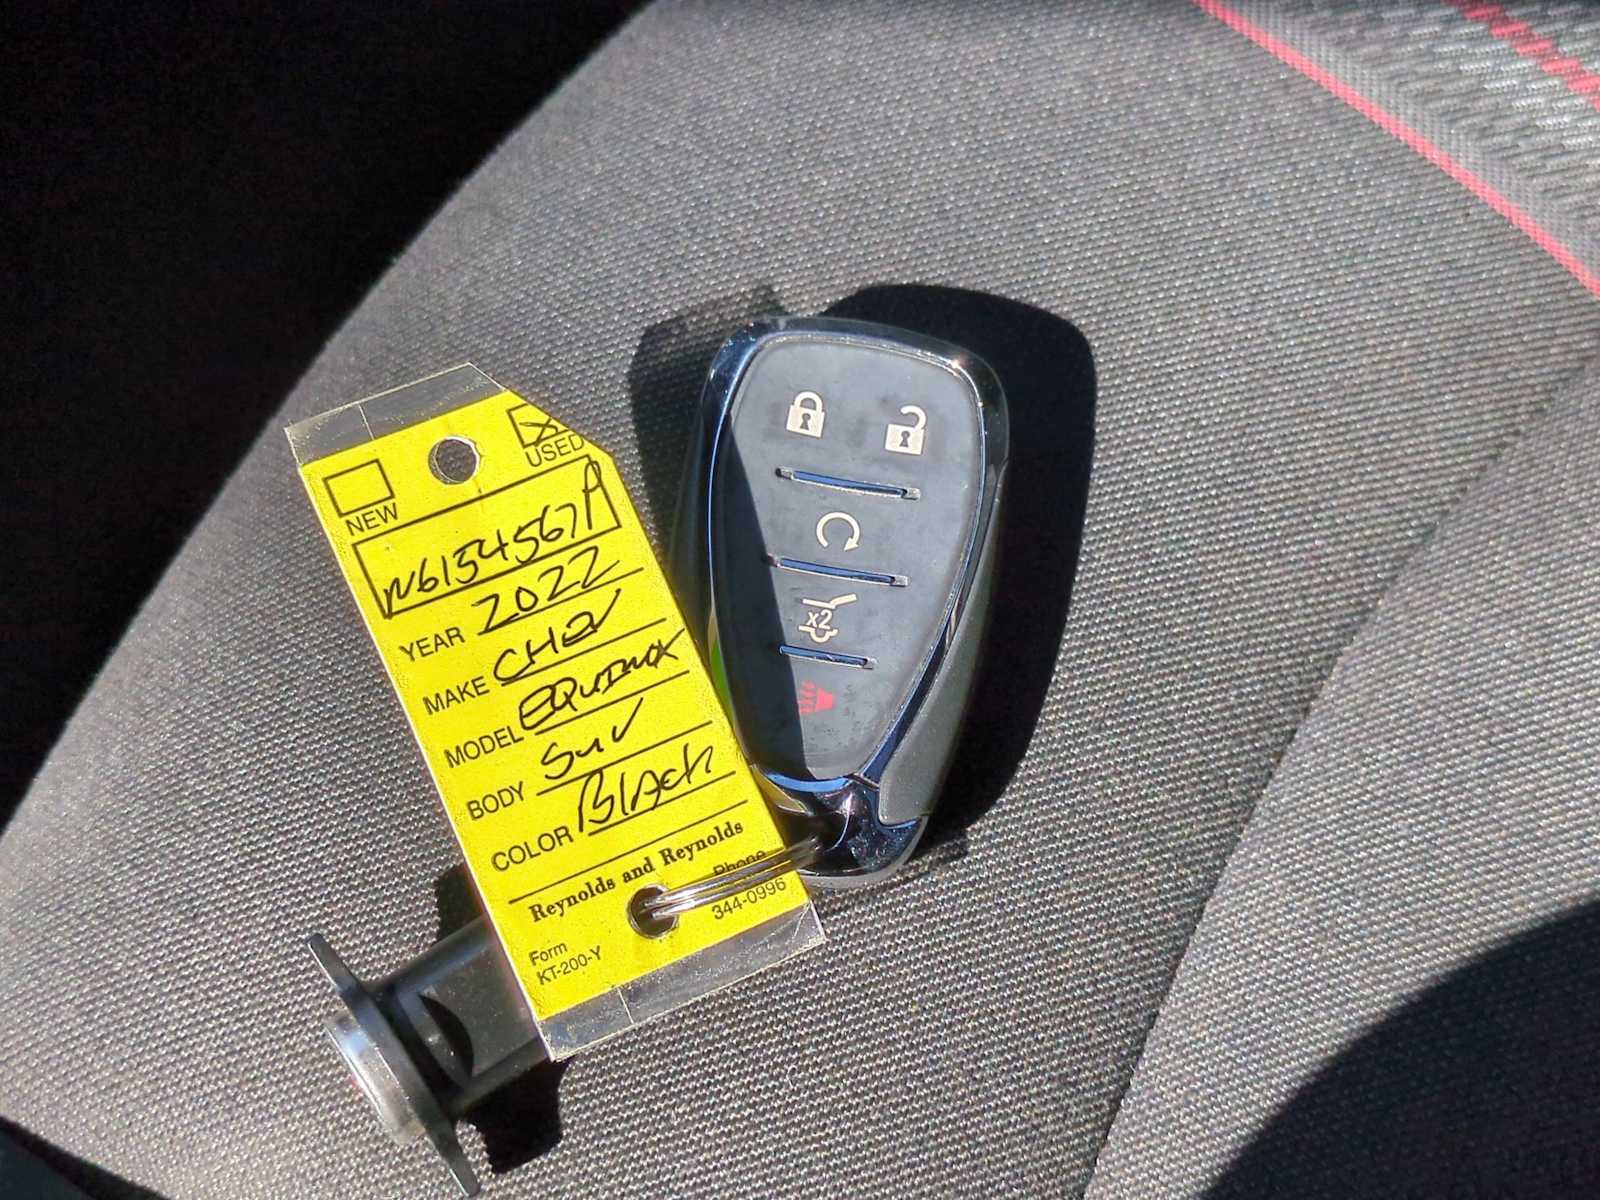 USED
NEW
N6134567A
YEAR 2022
MAKE CHEV
MODEL EQUINOX
BODY SUV
COLOR Black
Reynolds and Reynolds
Phone
344-0996
Form
KT-200-Y
x2